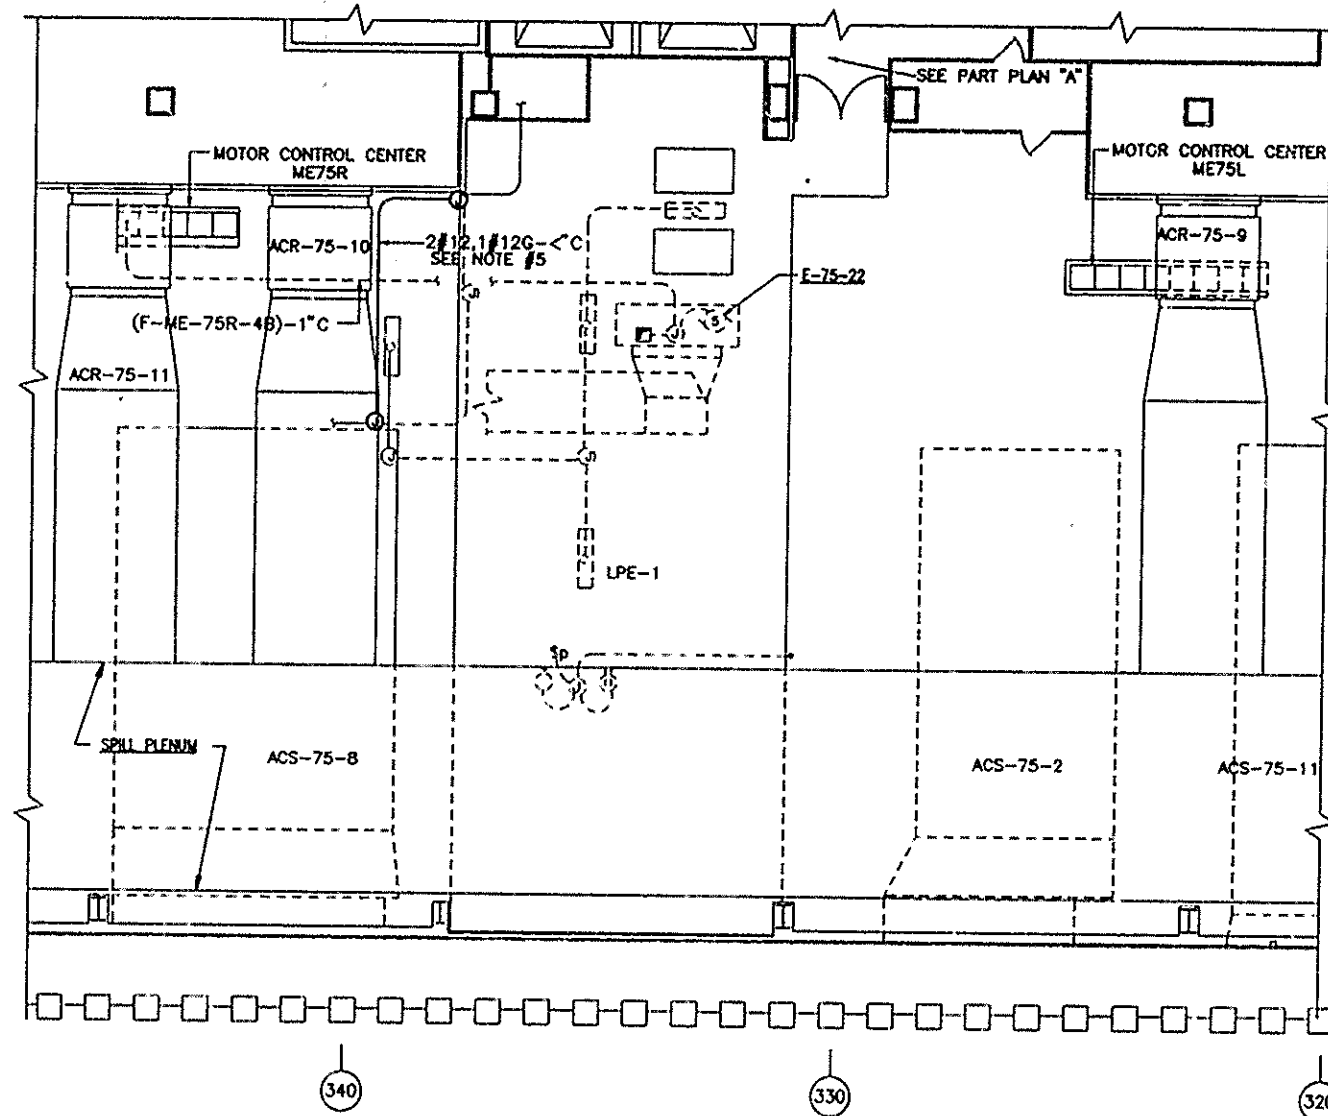 SEE PART PLAN "A"
MOTOR CONTROL CENTER
ME75R
MOTOR CONTROL CENTER
ME75L
ACR-75-10
2#12,1#12G-<"C
SEE NOTE #5
ACR-75-9
E-75-22
(F-ME-75R-4B)-1"C
ACR-75-11
J
J
S
J
J
J
J
LPE-1
$p
SPILL PLENUM
ACS-75-8
ACS-75-2
ACS-75-11
340
330
320